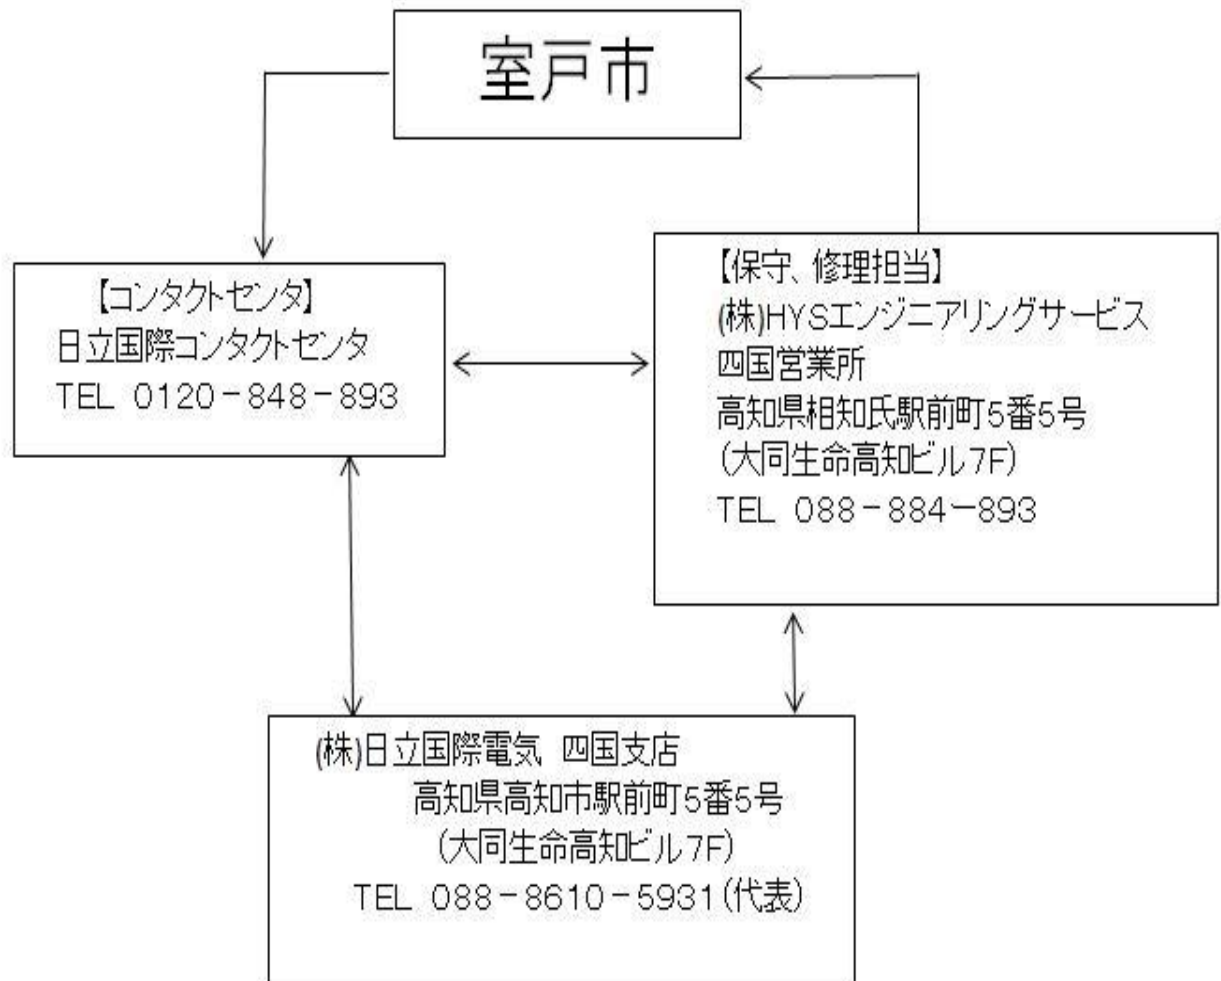 室戸市
【コンタクトセンタ】
日立国際コンタクトセンタ
TEL 0120-848-893
【保守、修理担当】
(株)HYSエンジニアリングサービス
四国営業所
高知県相知氏駅前町5番5号
(大同生命高知ビル7F)
TEL 088-884-893
(株)日立国際電気 四国支店
高知県高知市駅前町5番5号
(大同生命高知ビル7F)
TEL 088-8610-5931(代表)